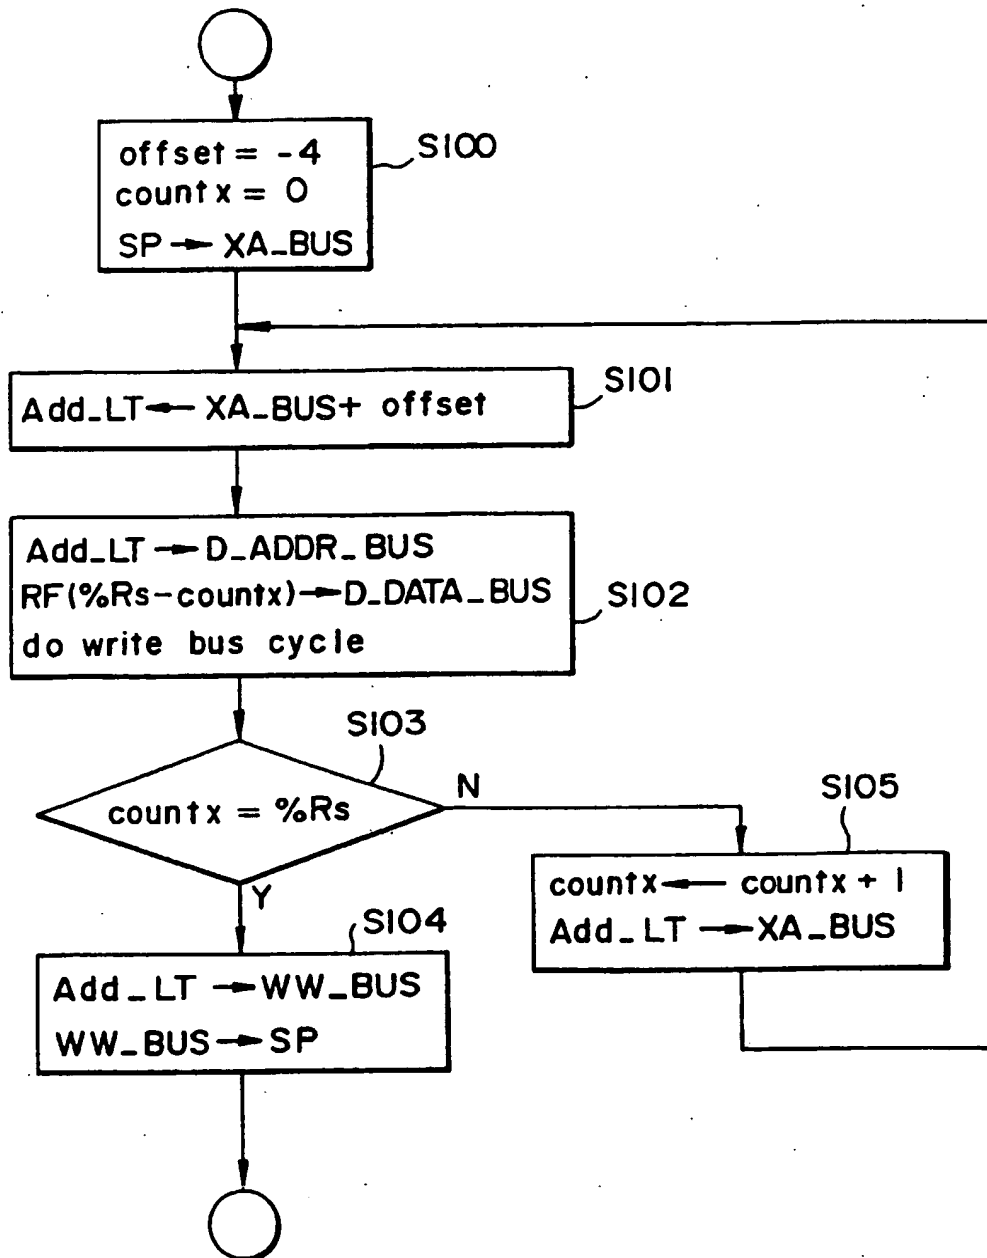 offset = -4
countx = 0
SP → XA_BUS
S100
Add_LT ← XA_BUS + offset
S101
Add_LT → D_ADDR_BUS
RF(%Rs-countx) → D_DATA_BUS
do write bus cycle
S102
S103
countx = %Rs
N
Y
S105
countx ← countx + 1
Add_LT → XA_BUS
S104
Add_LT → WW_BUS
WW_BUS → SP